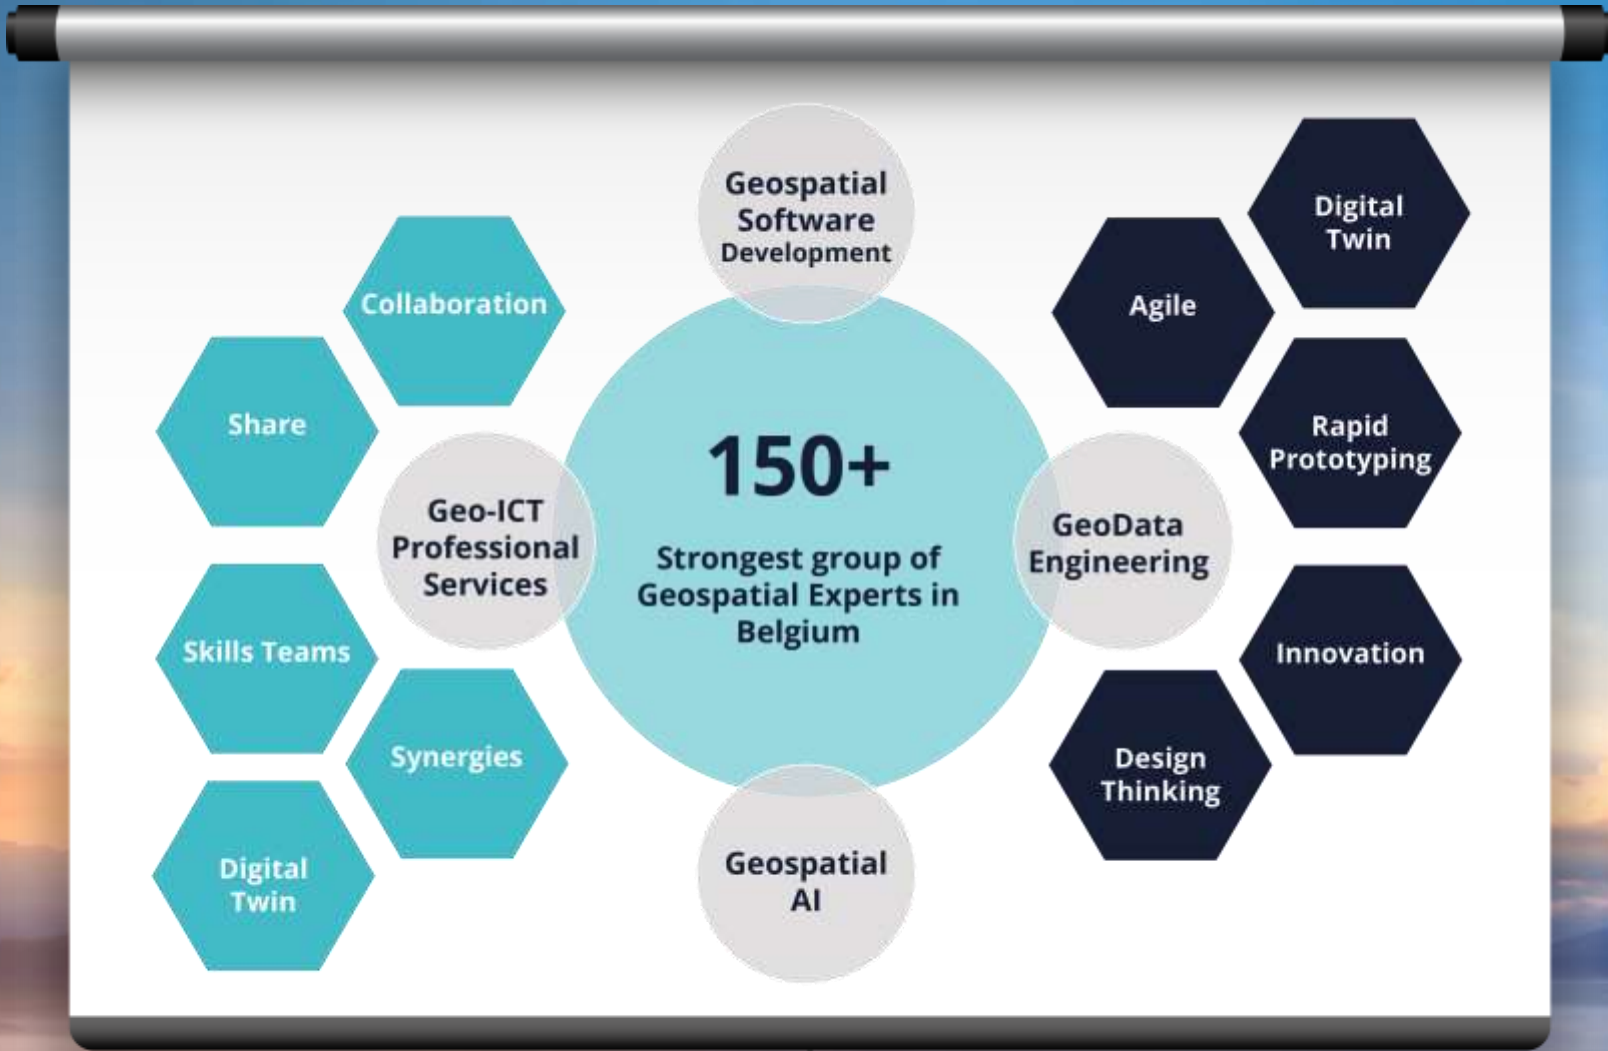 Geospatial
Software
Development
Digital
Twin
Collaboration
Agile
Share
Rapid
Prototyping
150+
Geo-ICT
Professional
Services
Strongest group of
Geospatial Experts in
Belgium
GeoData
Engineering
Skills Teams
Innovation
Synergies
Design
Thinking
Digital
Twin
Geospatial
AI